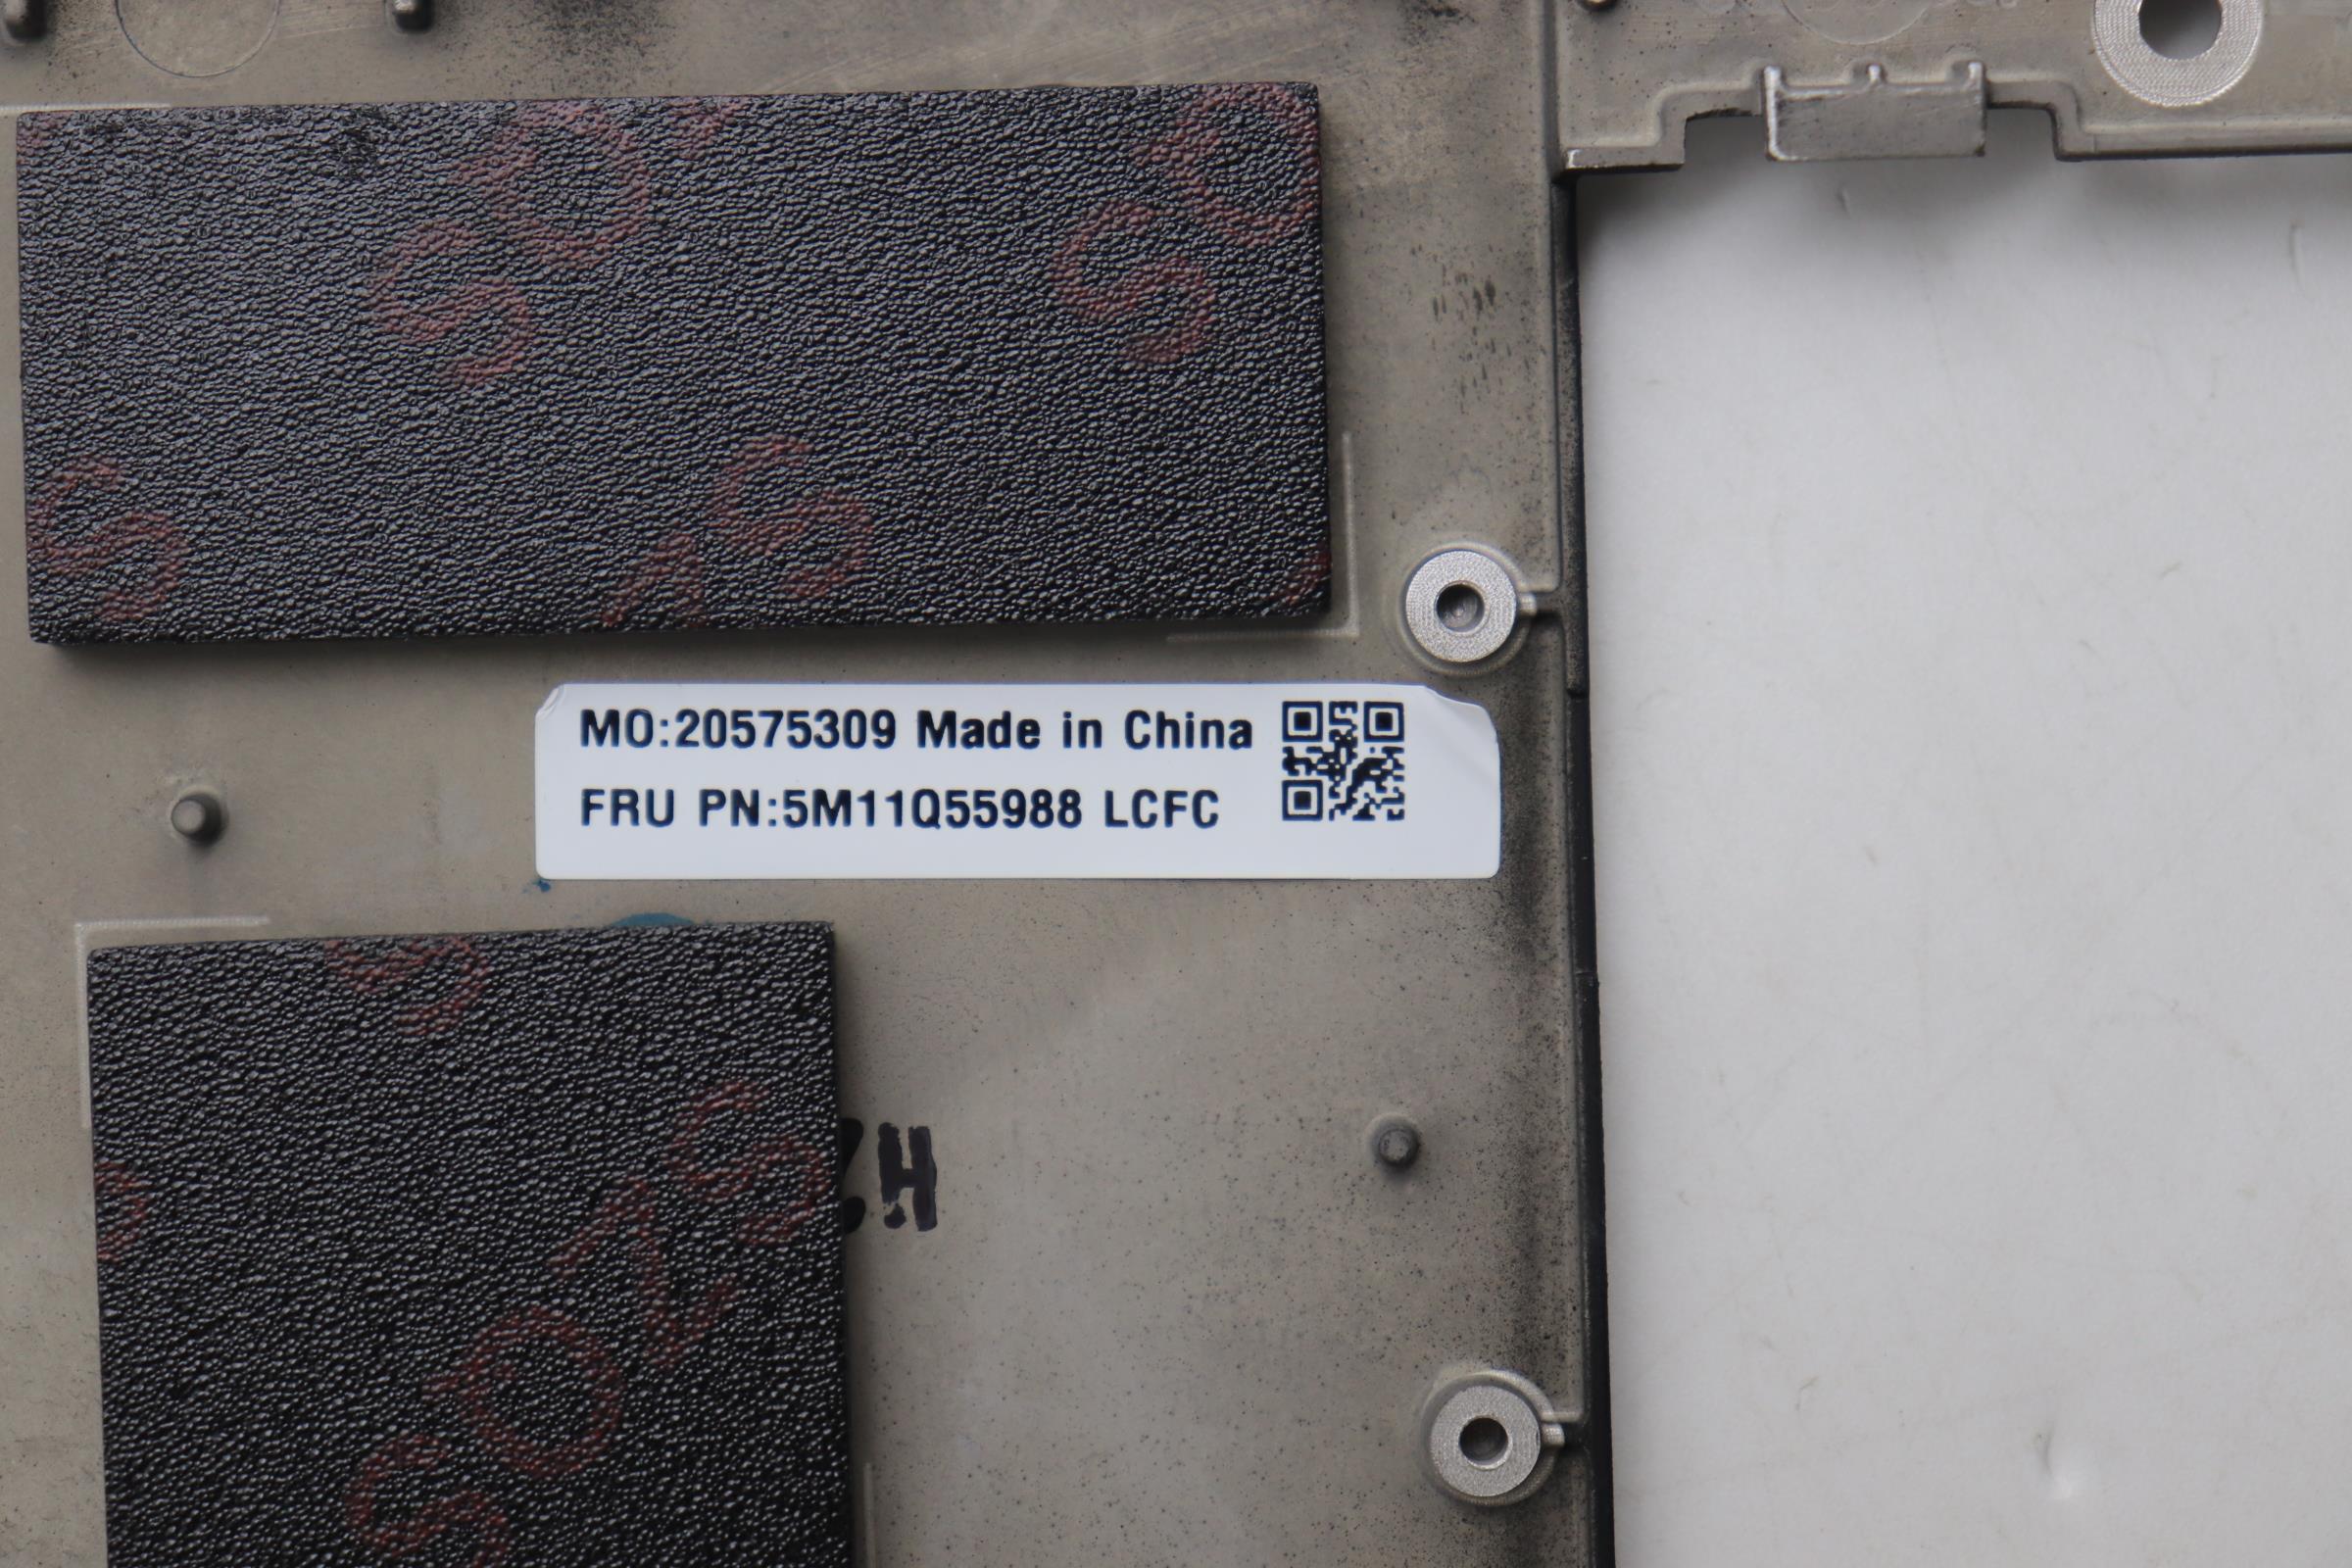 MO:20575309 Made in China
FRU PN:5M11Q55988 LCFC